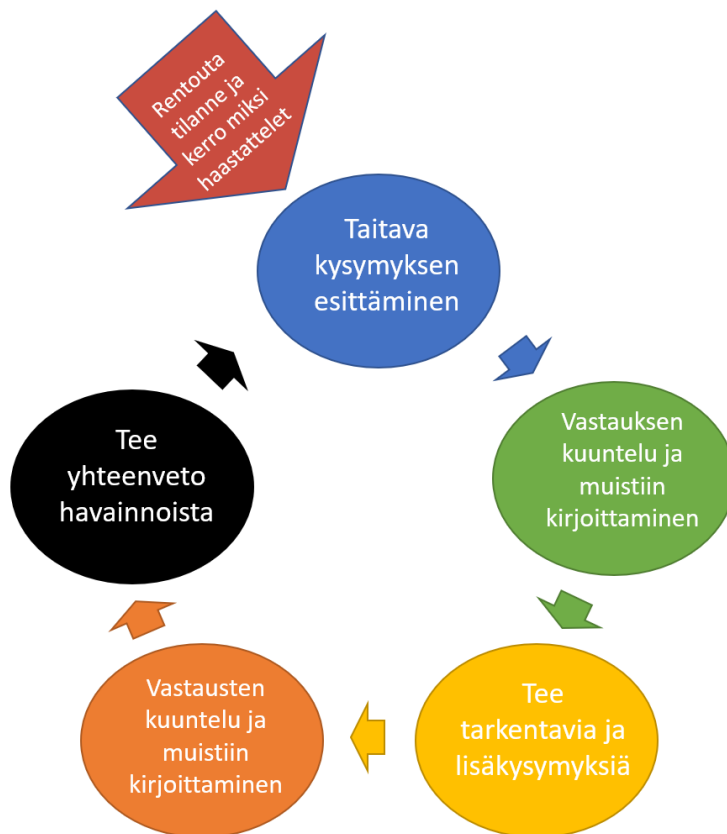 Rentouta
tilanne ja
kerro miksi
haastattelet
Taitava
kysymyksen
esittäminen
Vastauksen
kuuntelu ja
muistiin
kirjoittaminen
Tee
tarkentavia ja
lisäkysymyksiä
Vastausten
kuuntelu ja
muistiin
kirjoittaminen
Tee
yhteenveto
havainnoista